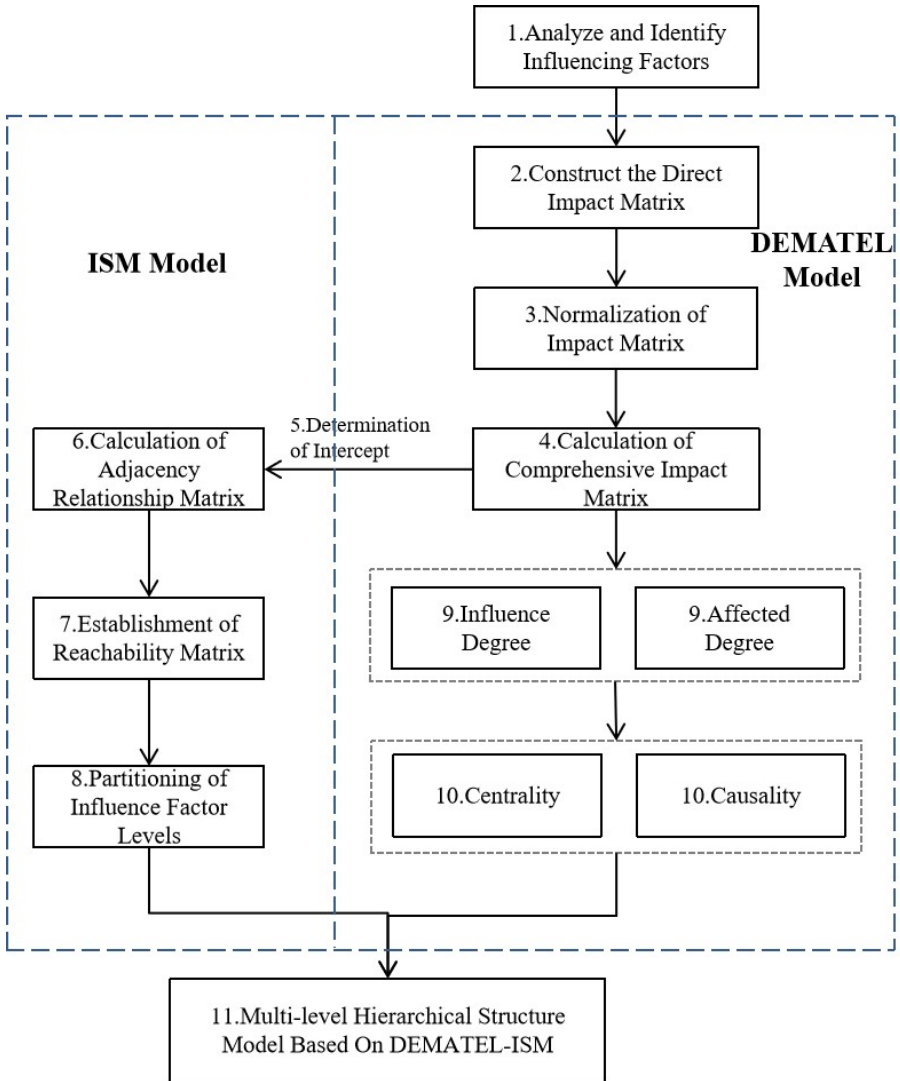 1.Analyze and Identify
Influencing Factors
2.Construct the Direct
Impact Matrix
ISM Model
DEMATEL
Model
3.Normalization of
Impact Matrix
5.Determination
of Intercept
6.Calculation of
Adjacency
Relationship Matrix
4.Calculation of
Comprehensive Impact
Matrix
7.Establishment of
Reachability Matrix
9.Influence
Degree
9.Affected
Degree
8.Partitioning of
Influence Factor
Levels
10.Centrality
10.Causality
11.Multi-level Hierarchical Structure
Model Based On DEMATEL-ISM